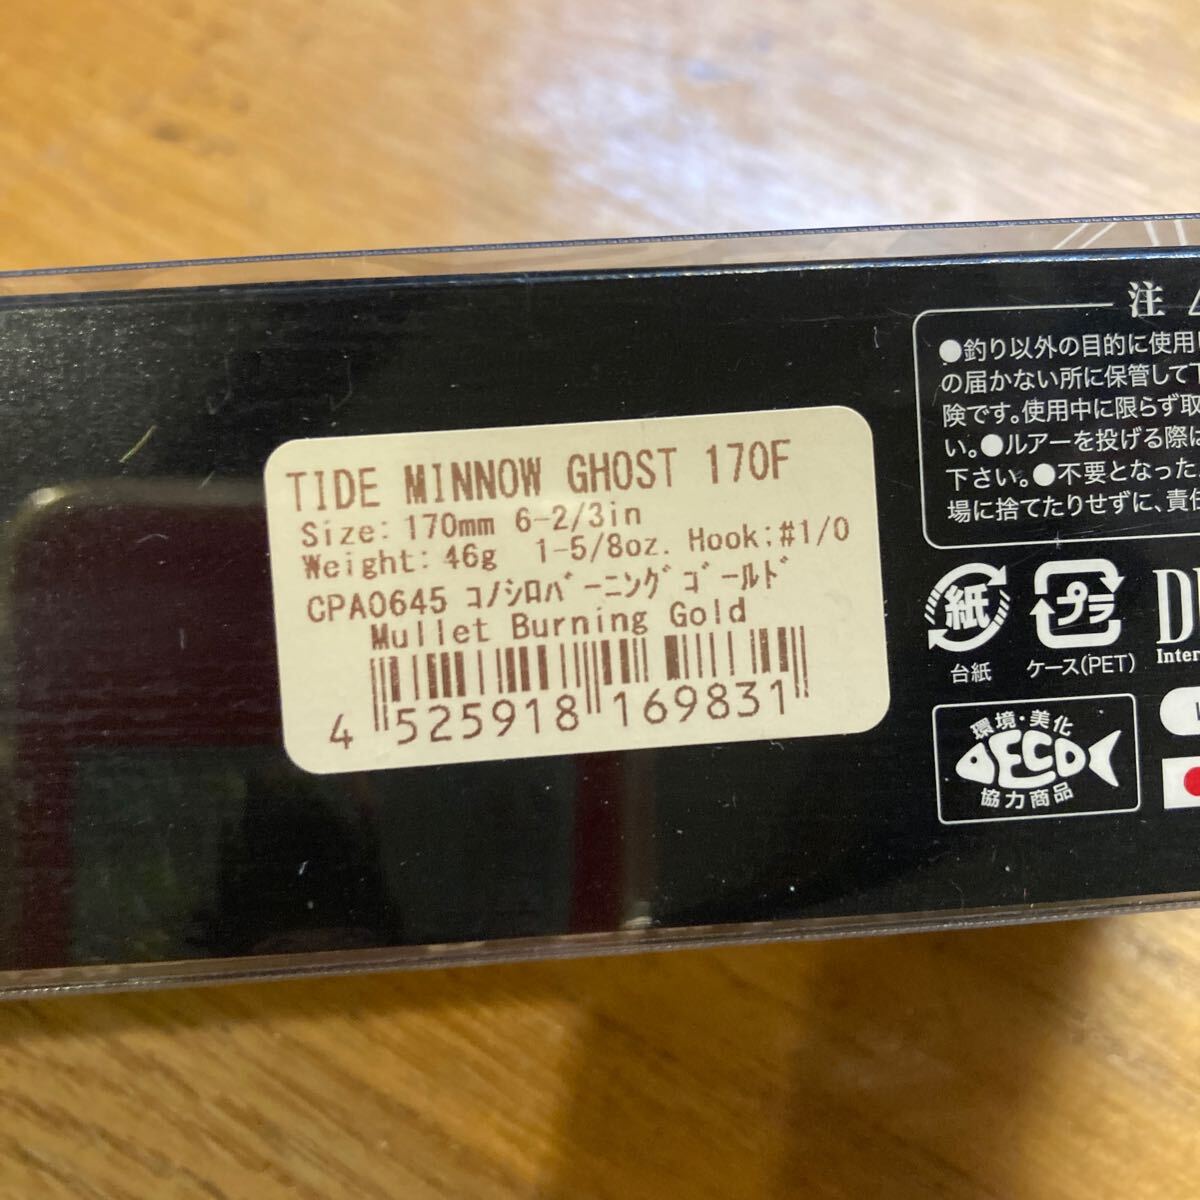 TIDE MINNOW GHOST 170F
Size: 170mm 6-2/3in
Weight: 46g 1-5/8oz. Hook:#1/0
CPA0645 ｺﾉｼﾛﾊﾞｰﾆﾝｸﾞｺﾞｰﾙﾄﾞ
Mullet Burning Gold
4 525918 169831
注
●釣り以外の目的に使用
の届かない所に保管して下
険です。使用中に限らず取
い。●ルアーを投げる際は
下さい。●不要となった
場に捨てたりせずに、責任
紙
台紙
プラ
ケース(PET)
Inter
環境・美化
ECO
協力商品